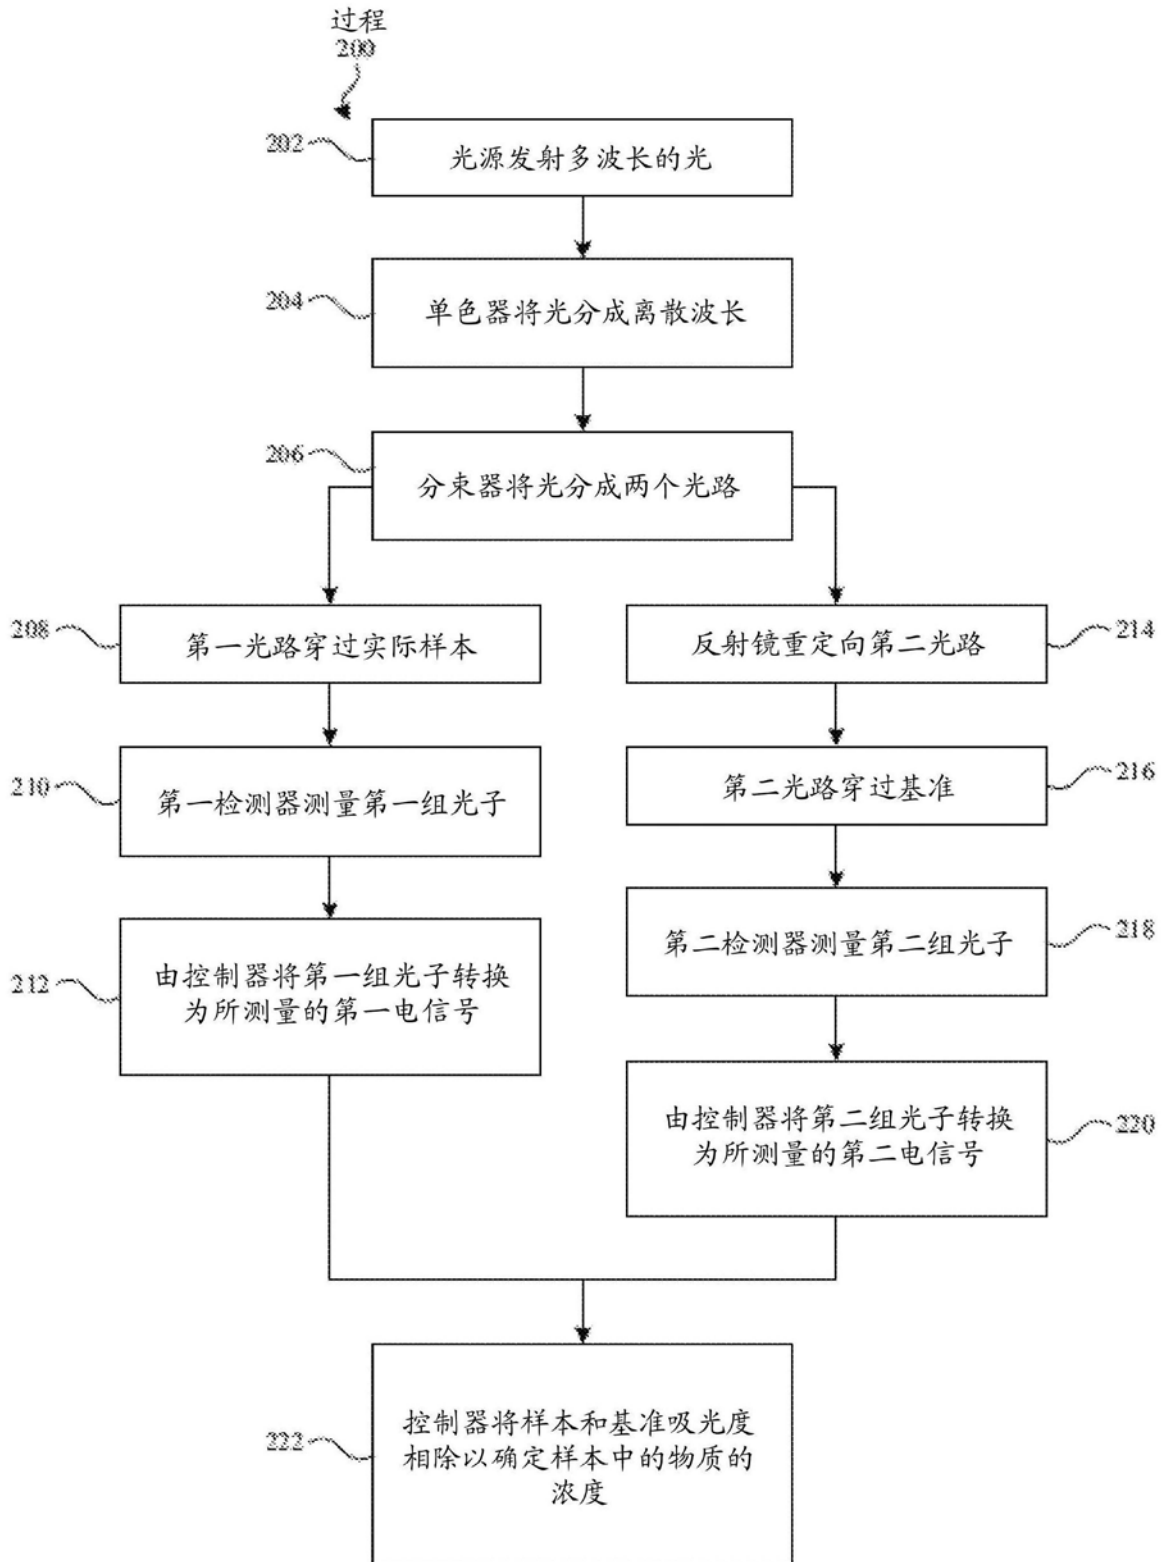 过程
200
202
光源发射多波长的光
204
单色器将光分成离散波长
206
分束器将光分成两个光路
208
第一光路穿过实际样本
反射镜重定向第二光路
214
210
第一检测器测量第一组光子
第二光路穿过基准
216
212
由控制器将第一组光子转换
为所测量的第一电信号
第二检测器测量第二组光子
218
由控制器将第二组光子转换
为所测量的第二电信号
220
222
控制器将样本和基准吸光度
相除以确定样本中的物质的
浓度